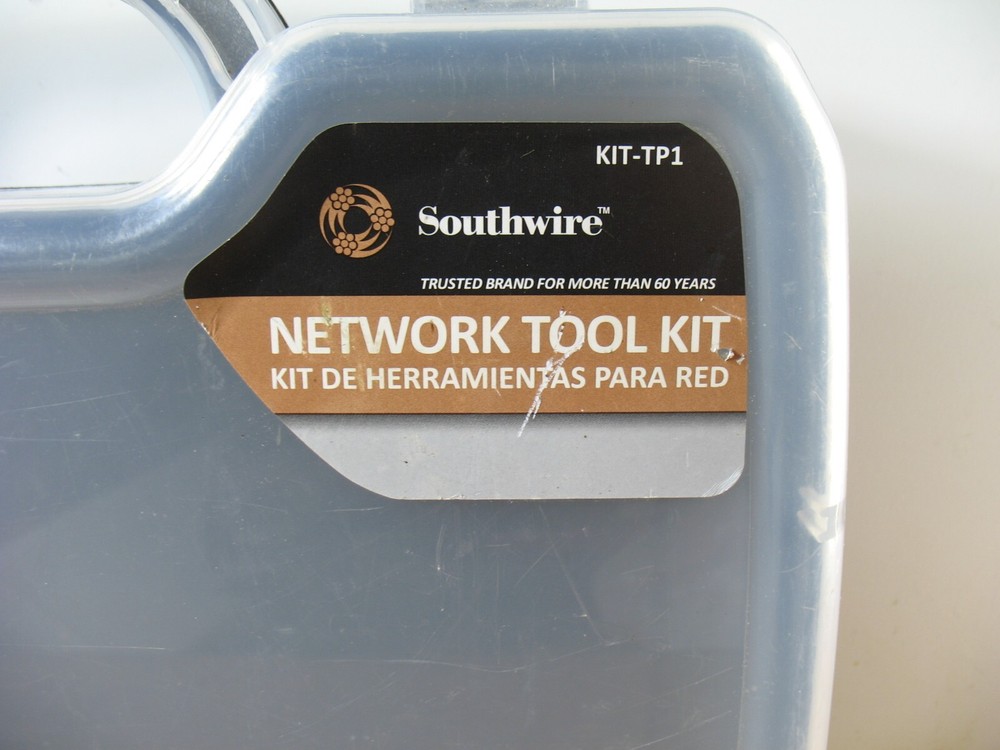 KIT-TP1
Southwire™
TRUSTED BRAND FOR MORE THAN 60 YEARS
NETWORK TOOL KIT
KIT DE HERRAMIENTAS PARA RED